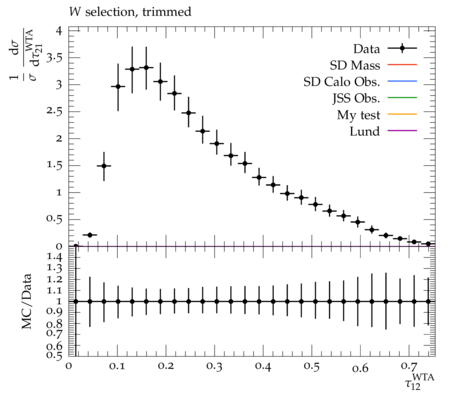 W selection, trimmed
1/σ dσ/dτ₂₁^WTA
Data
SD Mass
SD Calo Obs.
JSS Obs.
My test
Lund
4
3.5
3
2.5
2
1.5
1
0.5
0
MC/Data
1.4
1.3
1.2
1.1
1
0.9
0.8
0.7
0.6
0.5
0 0.1 0.2 0.3 0.4 0.5 0.6 0.7
τ₁₂^WTA